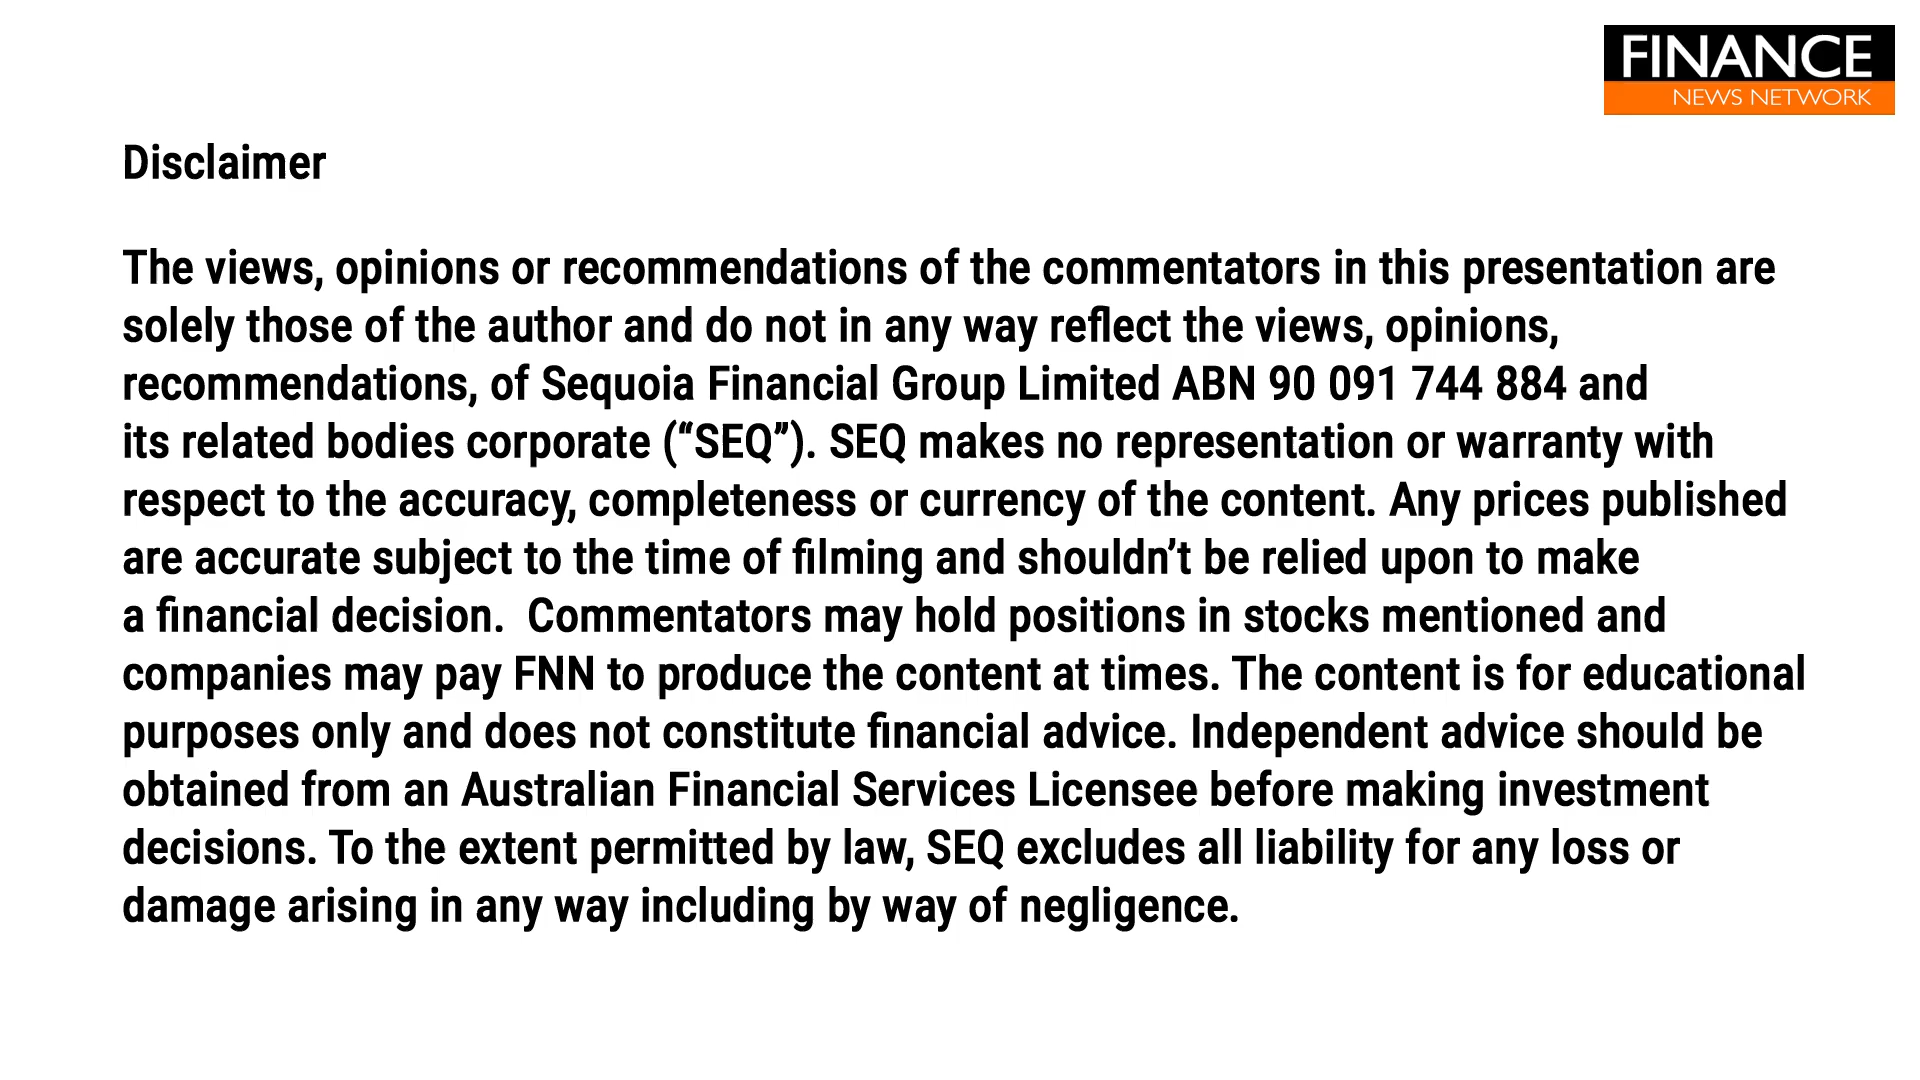 FINANCE
NEWS NETWORK
Disclaimer
The views, opinions or recommendations of the commentators in this presentation are
solely those of the author and do not in any way reflect the views, opinions,
recommendations, of Sequoia Financial Group Limited ABN 90 091 744 884 and
its related bodies corporate (“SEQ”). SEQ makes no representation or warranty with
respect to the accuracy, completeness or currency of the content. Any prices published
are accurate subject to the time of filming and shouldn’t be relied upon to make
a financial decision.  Commentators may hold positions in stocks mentioned and
companies may pay FNN to produce the content at times. The content is for educational
purposes only and does not constitute financial advice. Independent advice should be
obtained from an Australian Financial Services Licensee before making investment
decisions. To the extent permitted by law, SEQ excludes all liability for any loss or
damage arising in any way including by way of negligence.